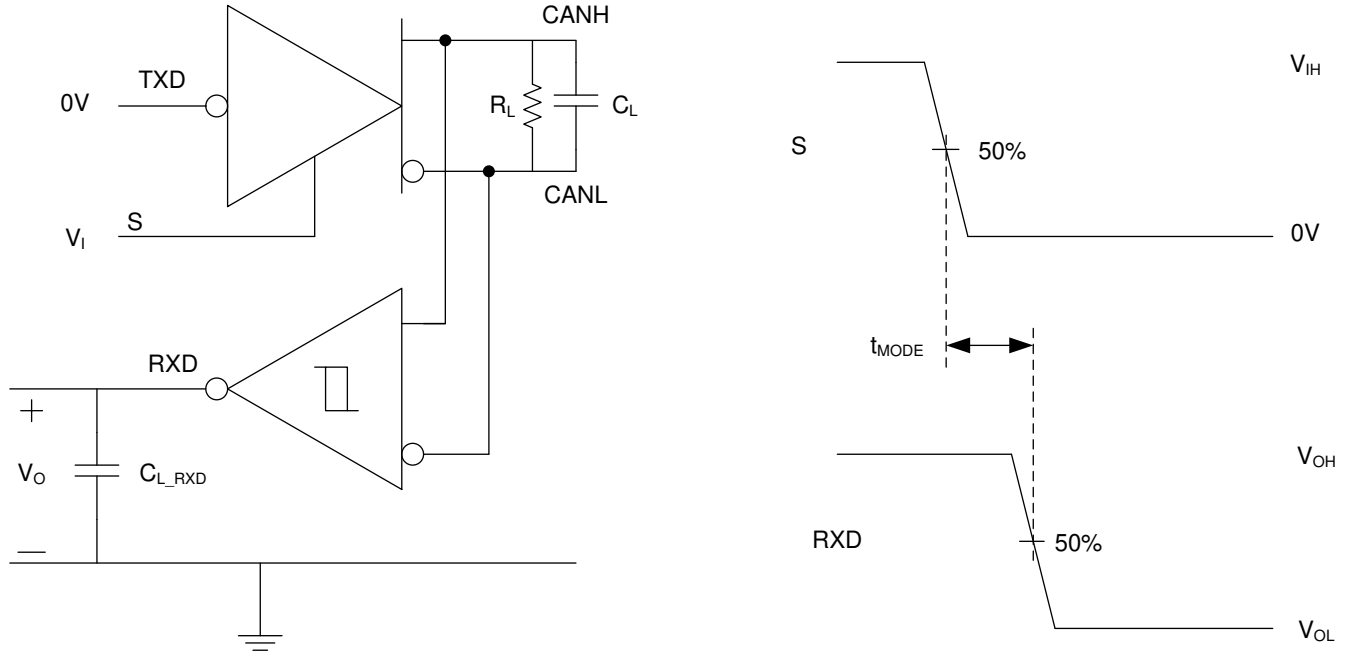 CANH
TXD
0V
R_L
C_L
CANL
S
V_I
RXD
+
V_O
C_L_RXD
—
V_IH
S
50%
0V
t_MODE
V_OH
RXD
50%
V_OL